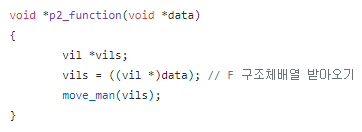 void *p2_function(void *data)
{
vil *vils;
vils = ((vil *)data); // F 구조체배열 받아오기
move_man(vils);
}